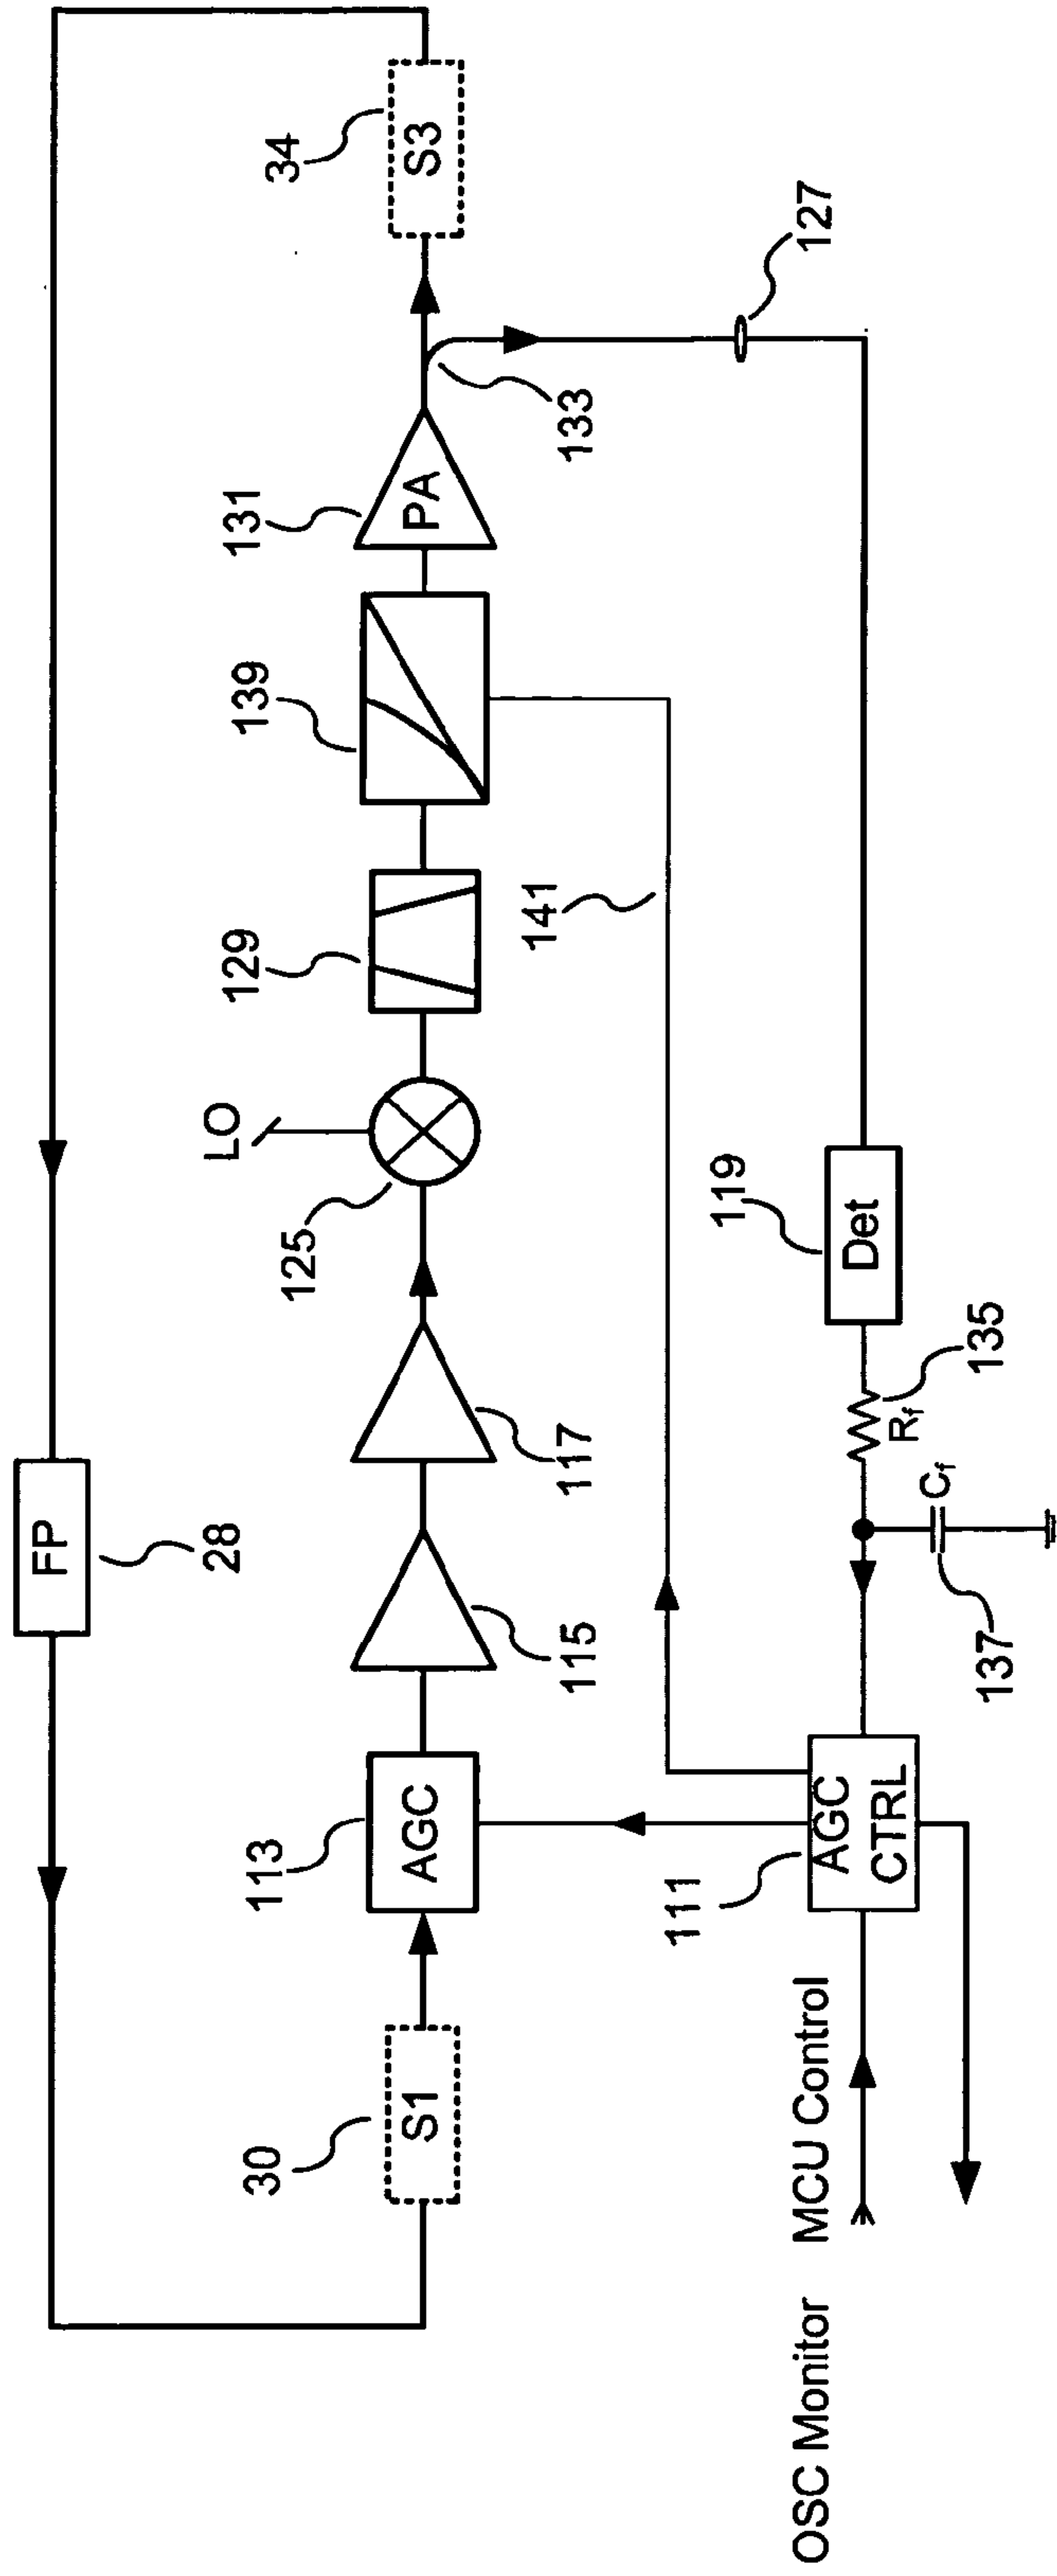 FP
28
30
S1
113
AGC
115
117
LO
125
129
139
131
PA
133
34
S3
127
141
119
Det
135
Rf
Cf
137
111
AGC
CTRL
MCU Control
OSC Monitor